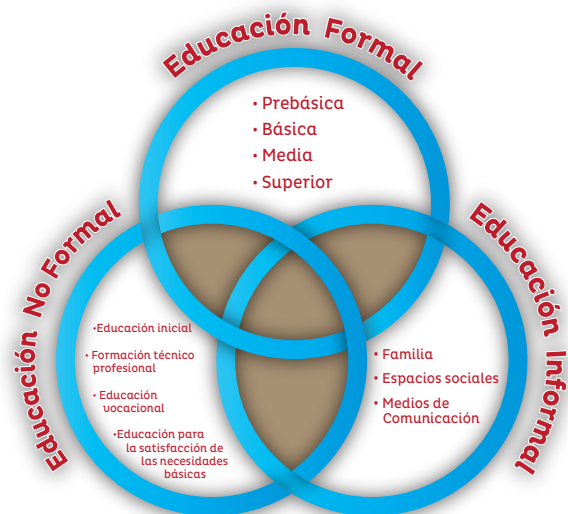 Educación Formal
• Prebásica
• Básica
• Media
• Superior
Educación No Formal
•Educación inicial
• Formación técnico
profesional
• Educación
vocacional
•Educación para
la satisfacción de
las necesidades
básicas
Educación Informal
• Familia
• Espacios sociales
• Medios de
Comunicación